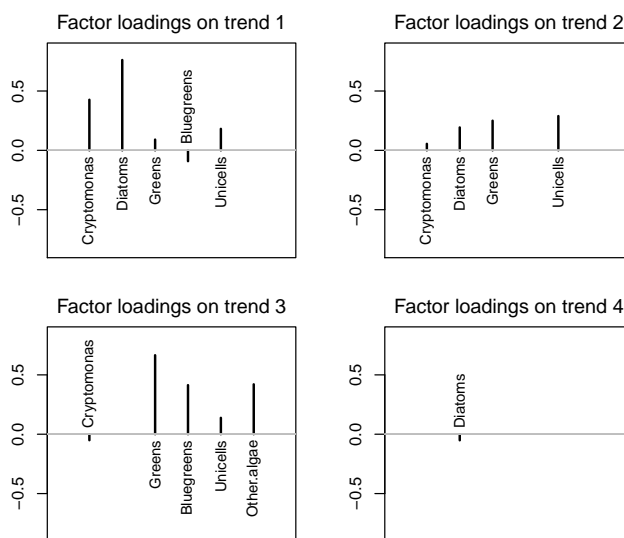 Factor loadings on trend 1
0.5
0.0
−0.5
Cryptomonas
Diatoms
Greens
Bluegreens
Unicells
Factor loadings on trend 2
0.5
0.0
−0.5
Cryptomonas
Diatoms
Greens
Unicells
Factor loadings on trend 3
0.5
0.0
−0.5
Cryptomonas
Greens
Bluegreens
Unicells
Other.algae
Factor loadings on trend 4
0.5
0.0
−0.5
Diatoms